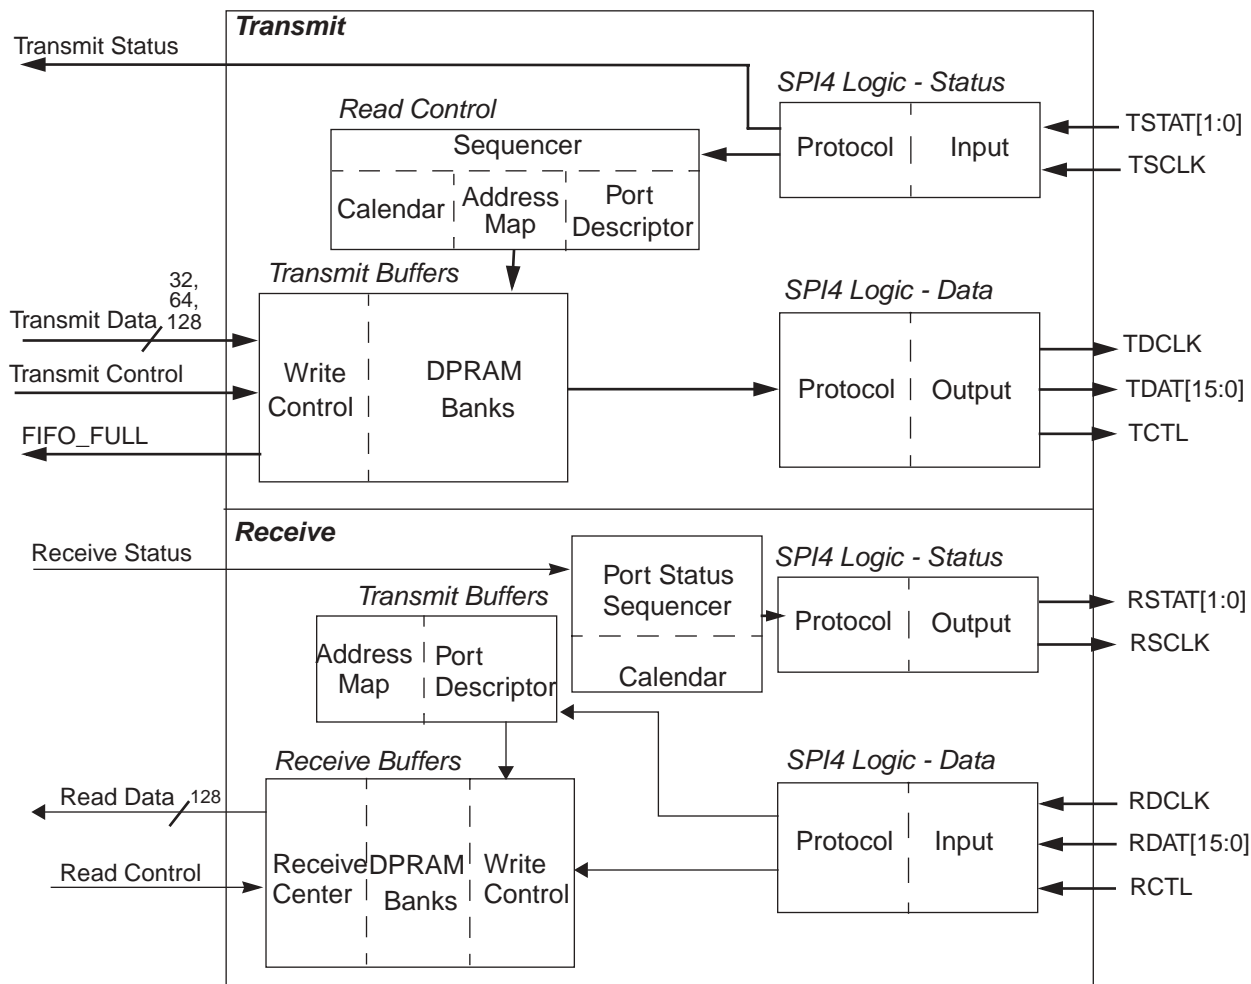 Transmit
Transmit Status
SPI4 Logic - Status
Read Control
Sequencer
Calendar
Address
Map
Port
Descriptor
Protocol
Input
TSTAT[1:0]
TSCLK
Transmit Buffers
32,
64,
128
Transmit Data
Transmit Control
FIFO_FULL
Write
Control
DPRAM
Banks
SPI4 Logic - Data
Protocol
Output
TDCLK
TDAT[15:0]
TCTL
Receive
Receive Status
Port Status
Sequencer
Calendar
SPI4 Logic - Status
Protocol
Output
RSTAT[1:0]
RSCLK
Transmit Buffers
Address
Map
Port
Descriptor
Receive Buffers
Read Data
128
Read Control
Receive
Center
DPRAM
Banks
Write
Control
SPI4 Logic - Data
Protocol
Input
RDCLK
RDAT[15:0]
RCTL